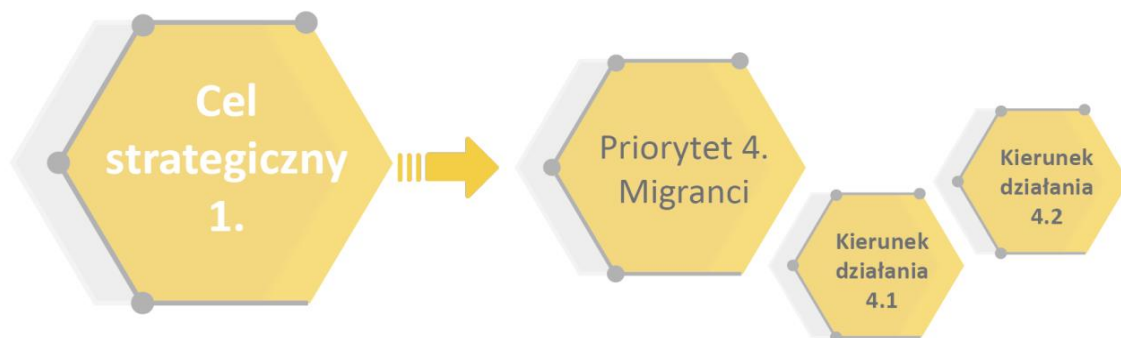 Cel
strategiczny
1.
Priorytet 4.
Migranci
Kierunek
działania
4.1
Kierunek
działania
4.2